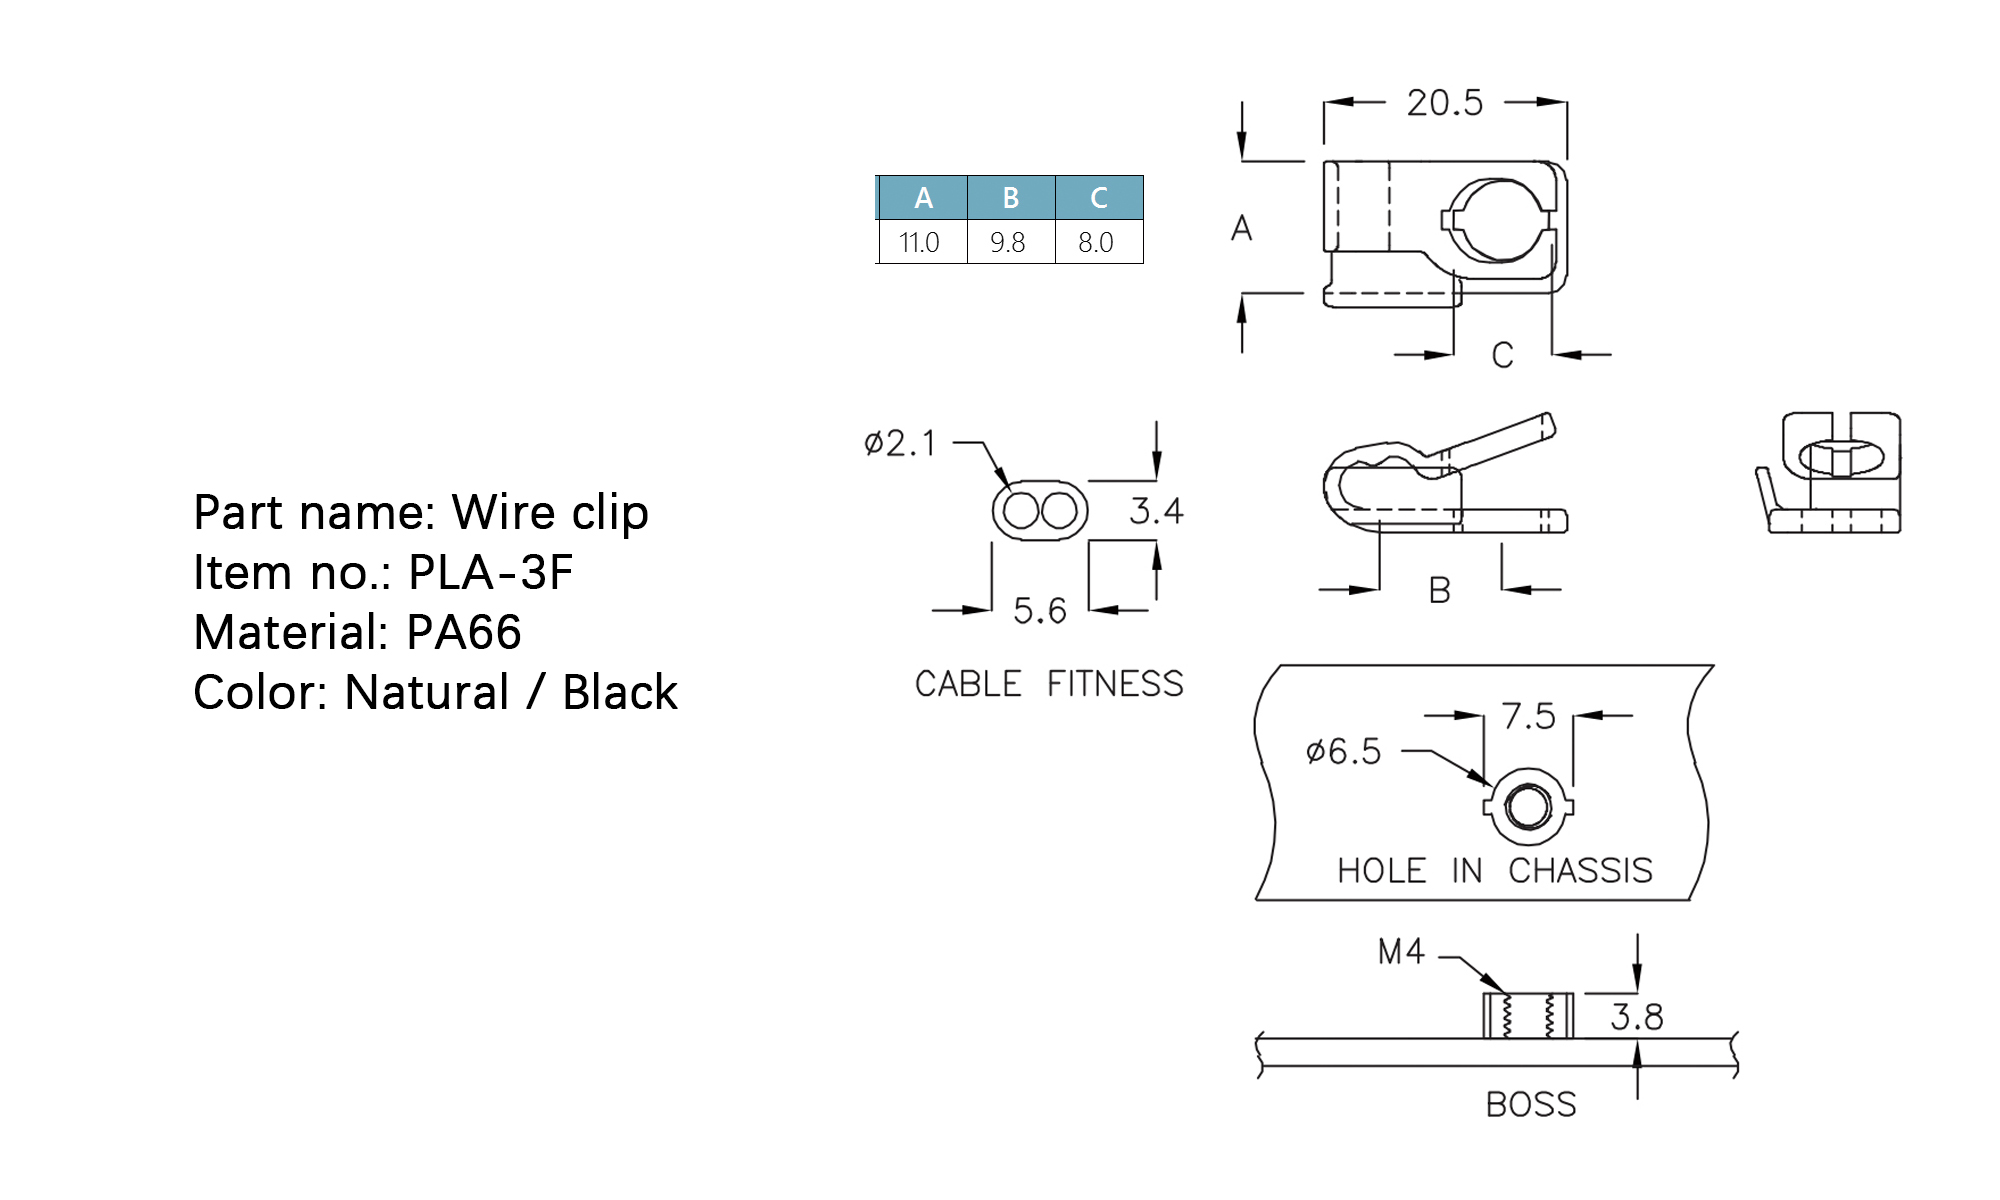 20.5
A B C
11.0 9.8 8.0
A
C
ø2.1
3.4
5.6
CABLE FITNESS
B
Part name: Wire clip
Item no.: PLA-3F
Material: PA66
Color: Natural / Black
7.5
ø6.5
HOLE IN CHASSIS
M4
3.8
BOSS